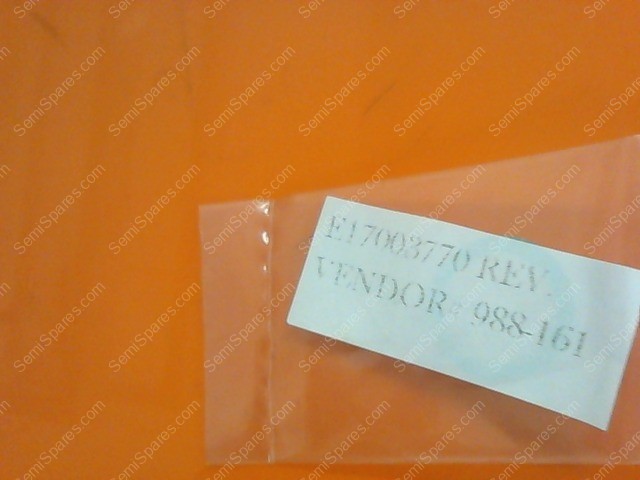 E17003770 REV.
VENDOR: 988-161
SemiSpares.com